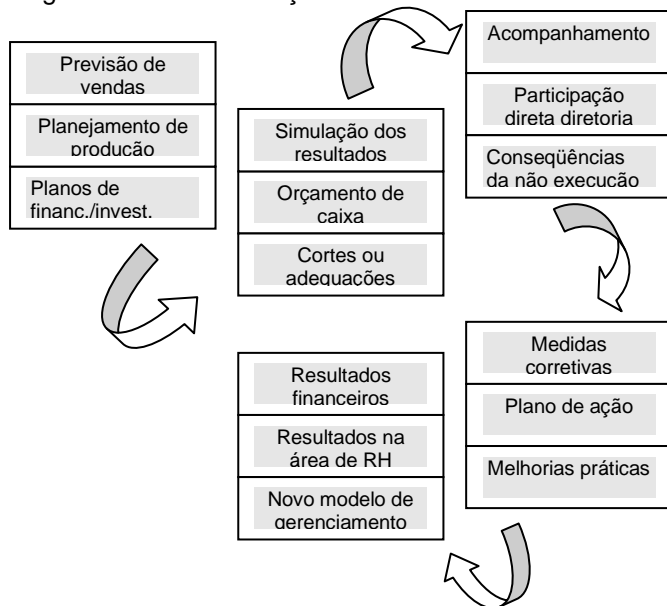 Previsão de
vendas
Planejamento de
produção
Planos de
financ./invest.
Simulação dos
resultados
Orçamento de
caixa
Cortes ou
adequações
Acompanhamento
Participação
direta diretoria
Conseqüências
da não execução
Medidas
corretivas
Plano de ação
Melhorias práticas
Resultados
financeiros
Resultados na
área de RH
Novo modelo de
gerenciamento